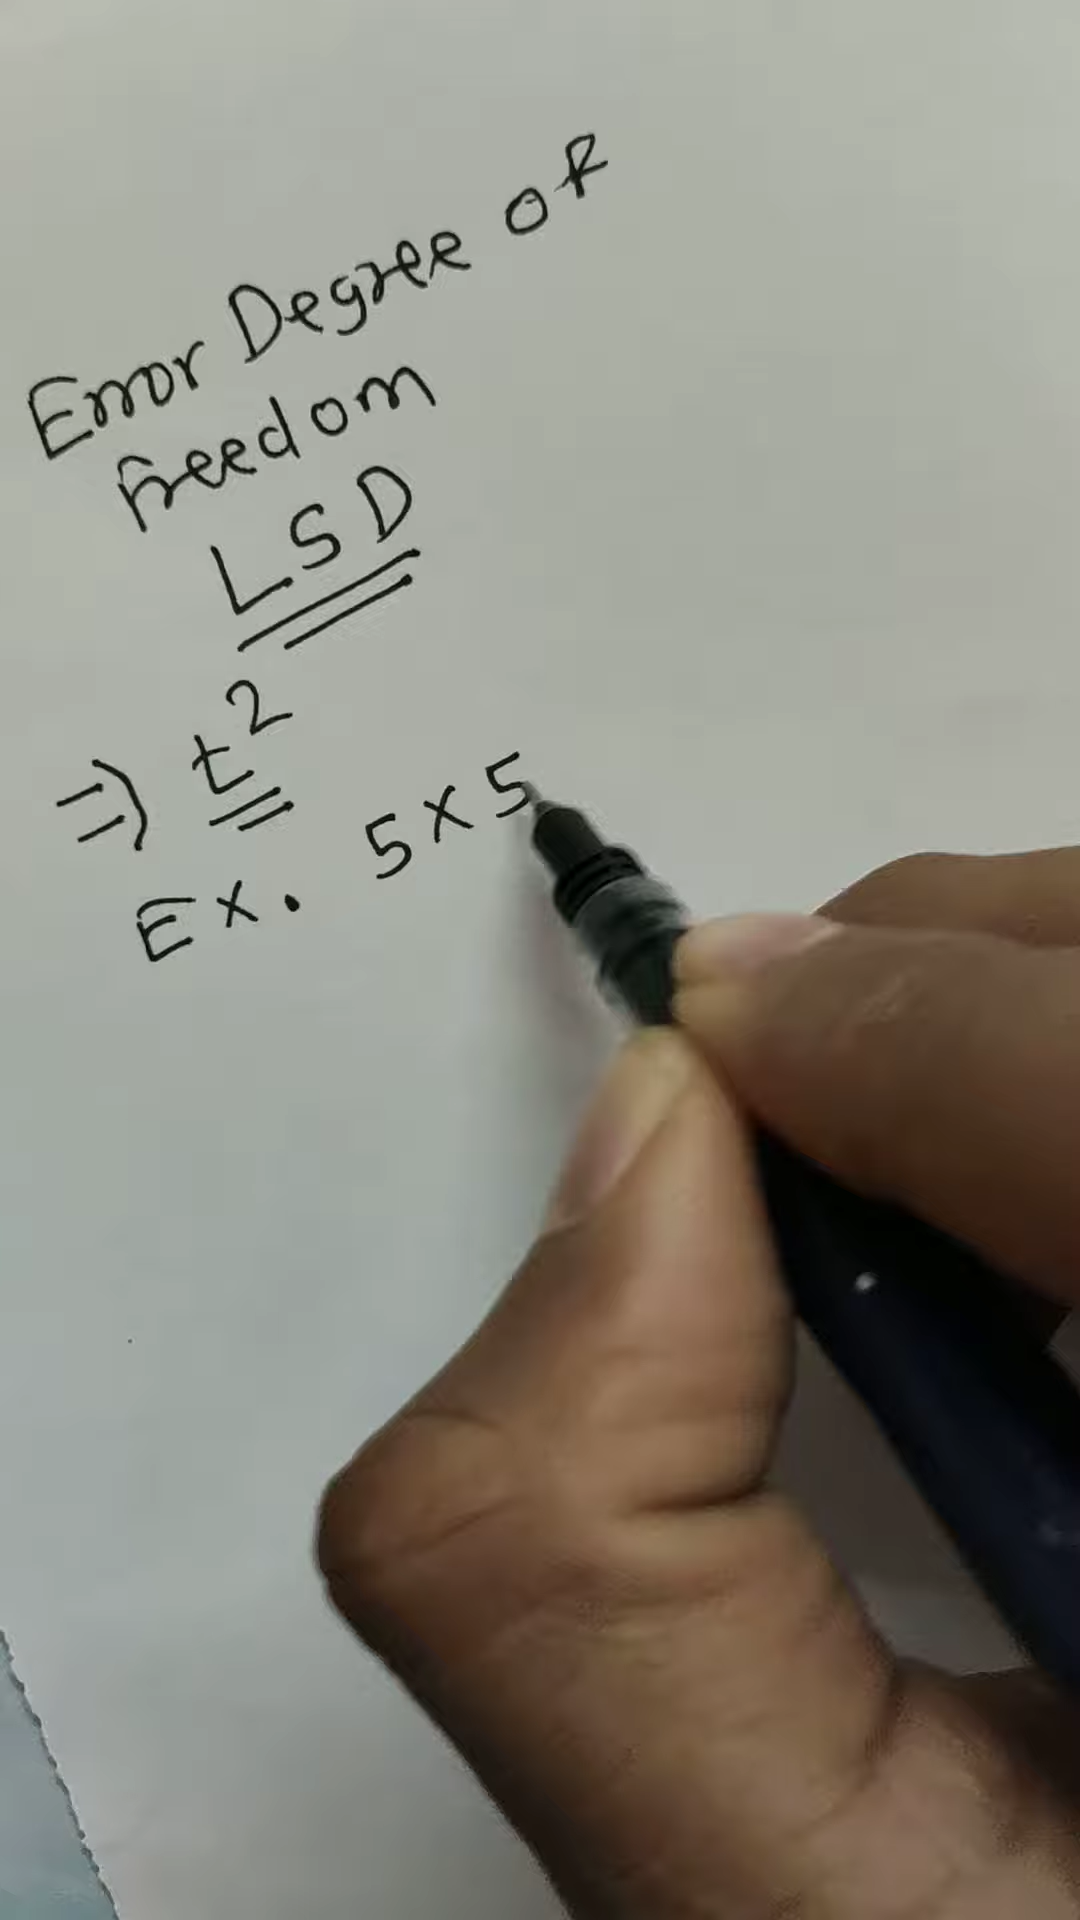 Error Degree of
Freedom
LSD
⇒ t²
Ex. 5×5